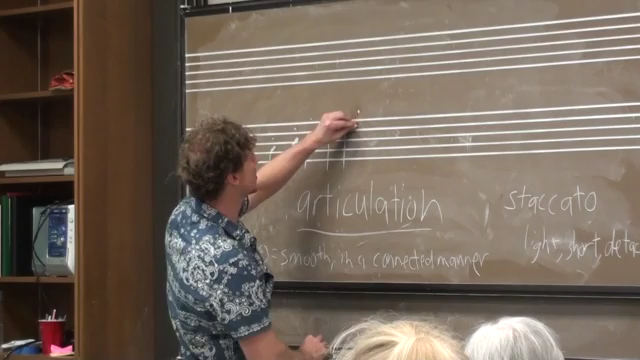 articulation
staccato
= smooth, in a connected manner
light, short, detac